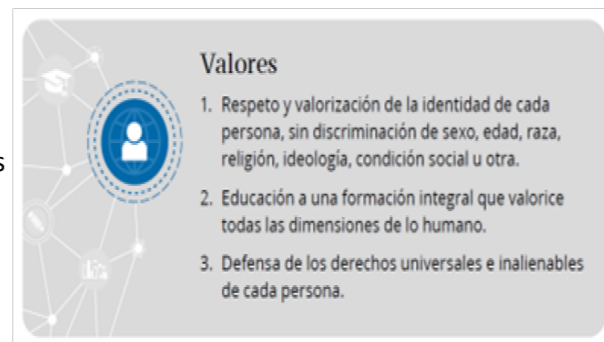 Valores
1. Respeto y valorización de la identidad de cada
persona, sin discriminación de sexo, edad, raza,
religión, ideología, condición social u otra.
2. Educación a una formación integral que valorice
todas las dimensiones de lo humano.
3. Defensa de los derechos universales e inalienables
de cada persona.
s